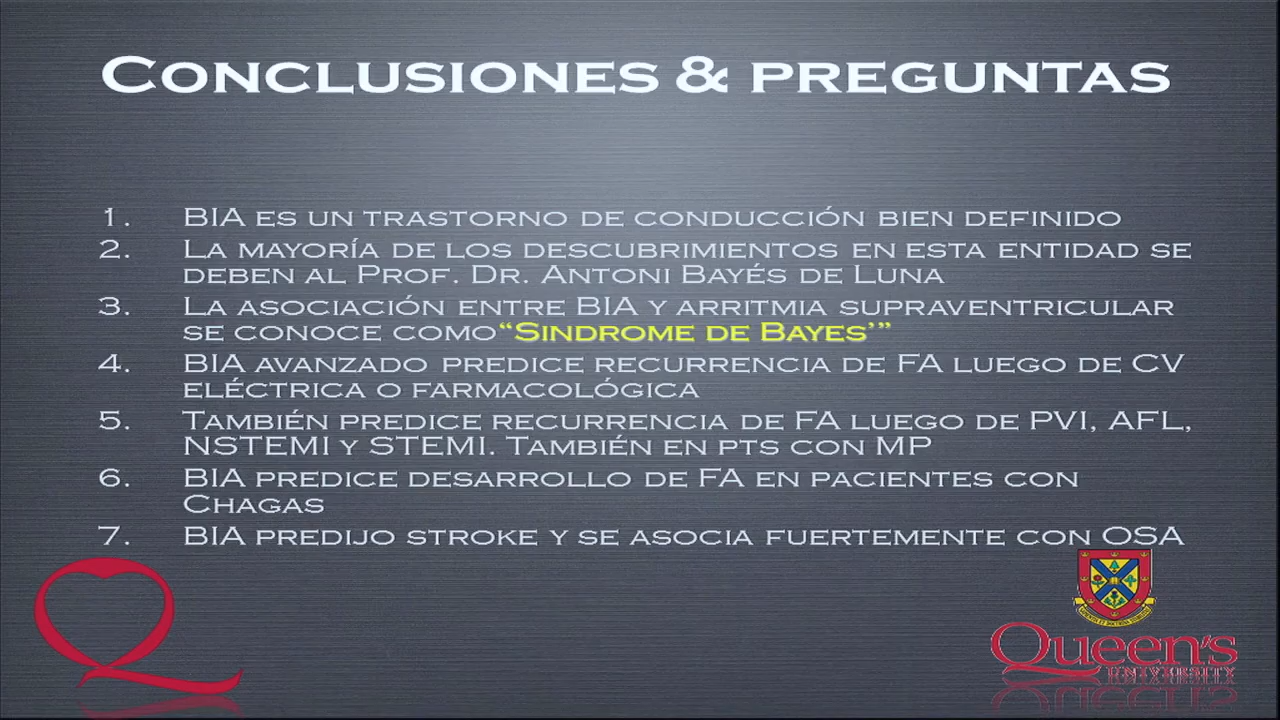 Conclusiones & preguntas
1. BIA es un trastorno de conducción bien definido
2. La mayoría de los descubrimientos en esta entidad se
deben al Prof. Dr. Antoni Bayés de Luna
3. La asociación entre BIA y arritmia supraventricular
se conoce como “Sindrome de Bayes’”
4. BIA avanzado predice recurrencia de FA luego de CV
eléctrica o farmacológica
5. También predice recurrencia de FA luego de PVI, AFL,
NSTEMI y STEMI. También en pts con MP
6. BIA predice desarrollo de FA en pacientes con
Chagas
7. BIA predijo stroke y se asocia fuertemente con OSA
Queen's
UNIVERSITY